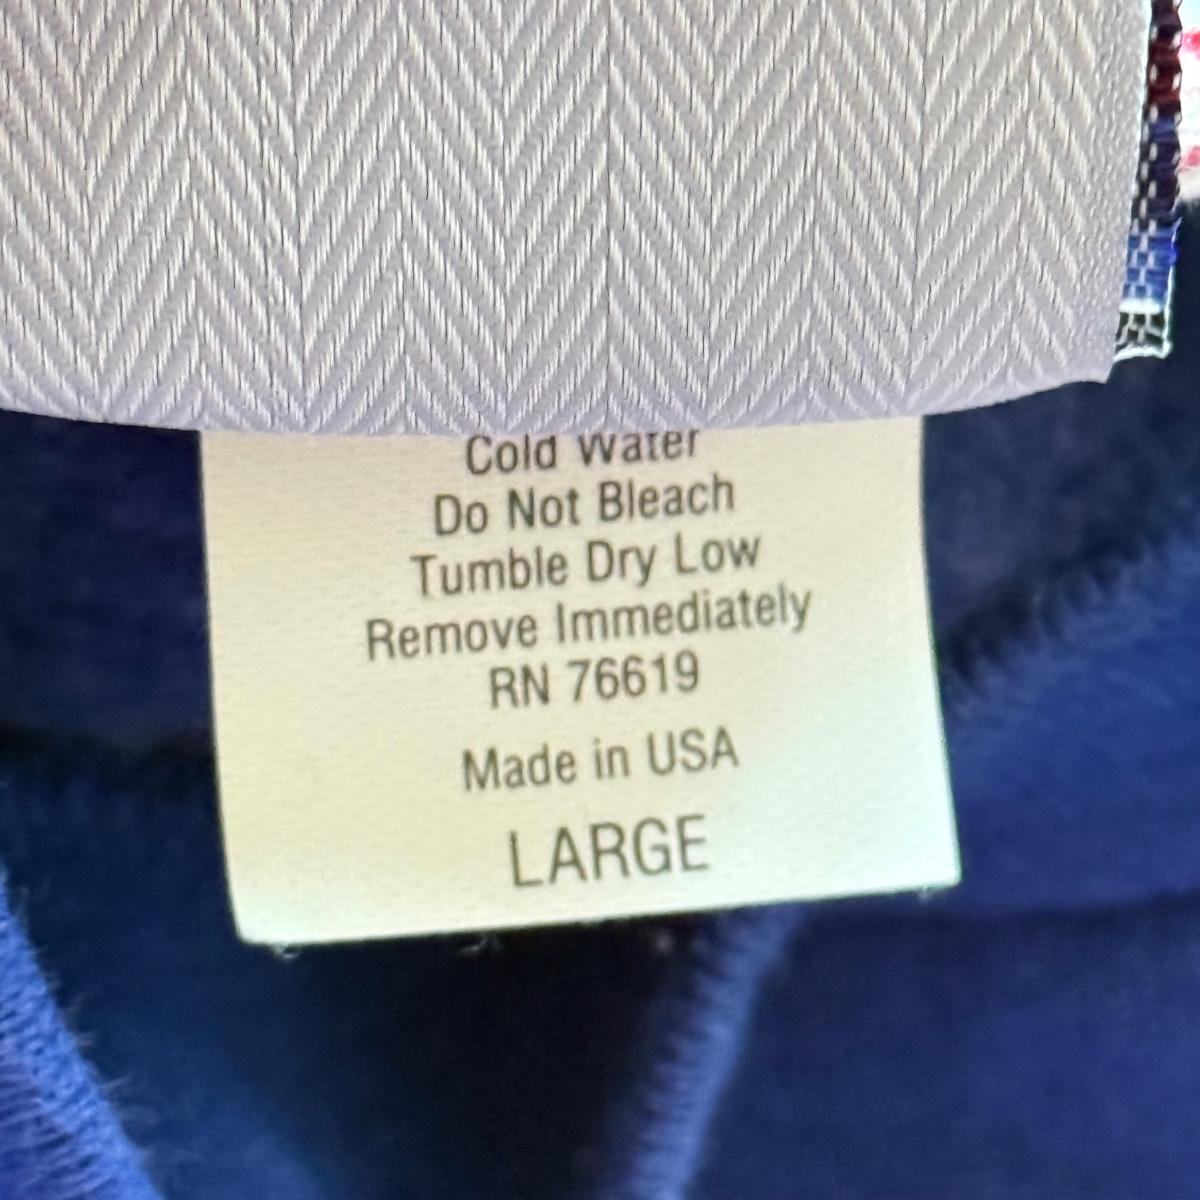 Cold Water
Do Not Bleach
Tumble Dry Low
Remove Immediately
RN 76619
Made in USA
LARGE